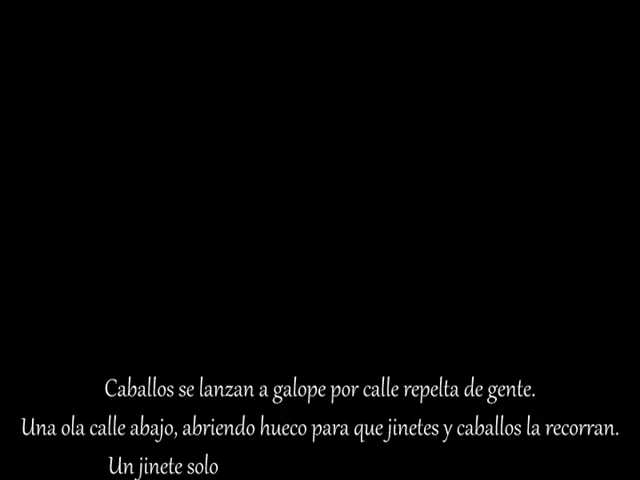 Caballos se lanzan a galope por calle repelta de gente.
Una ola calle abajo, abriendo hueco para que jinetes y caballos la recorran.
Un jinete solo